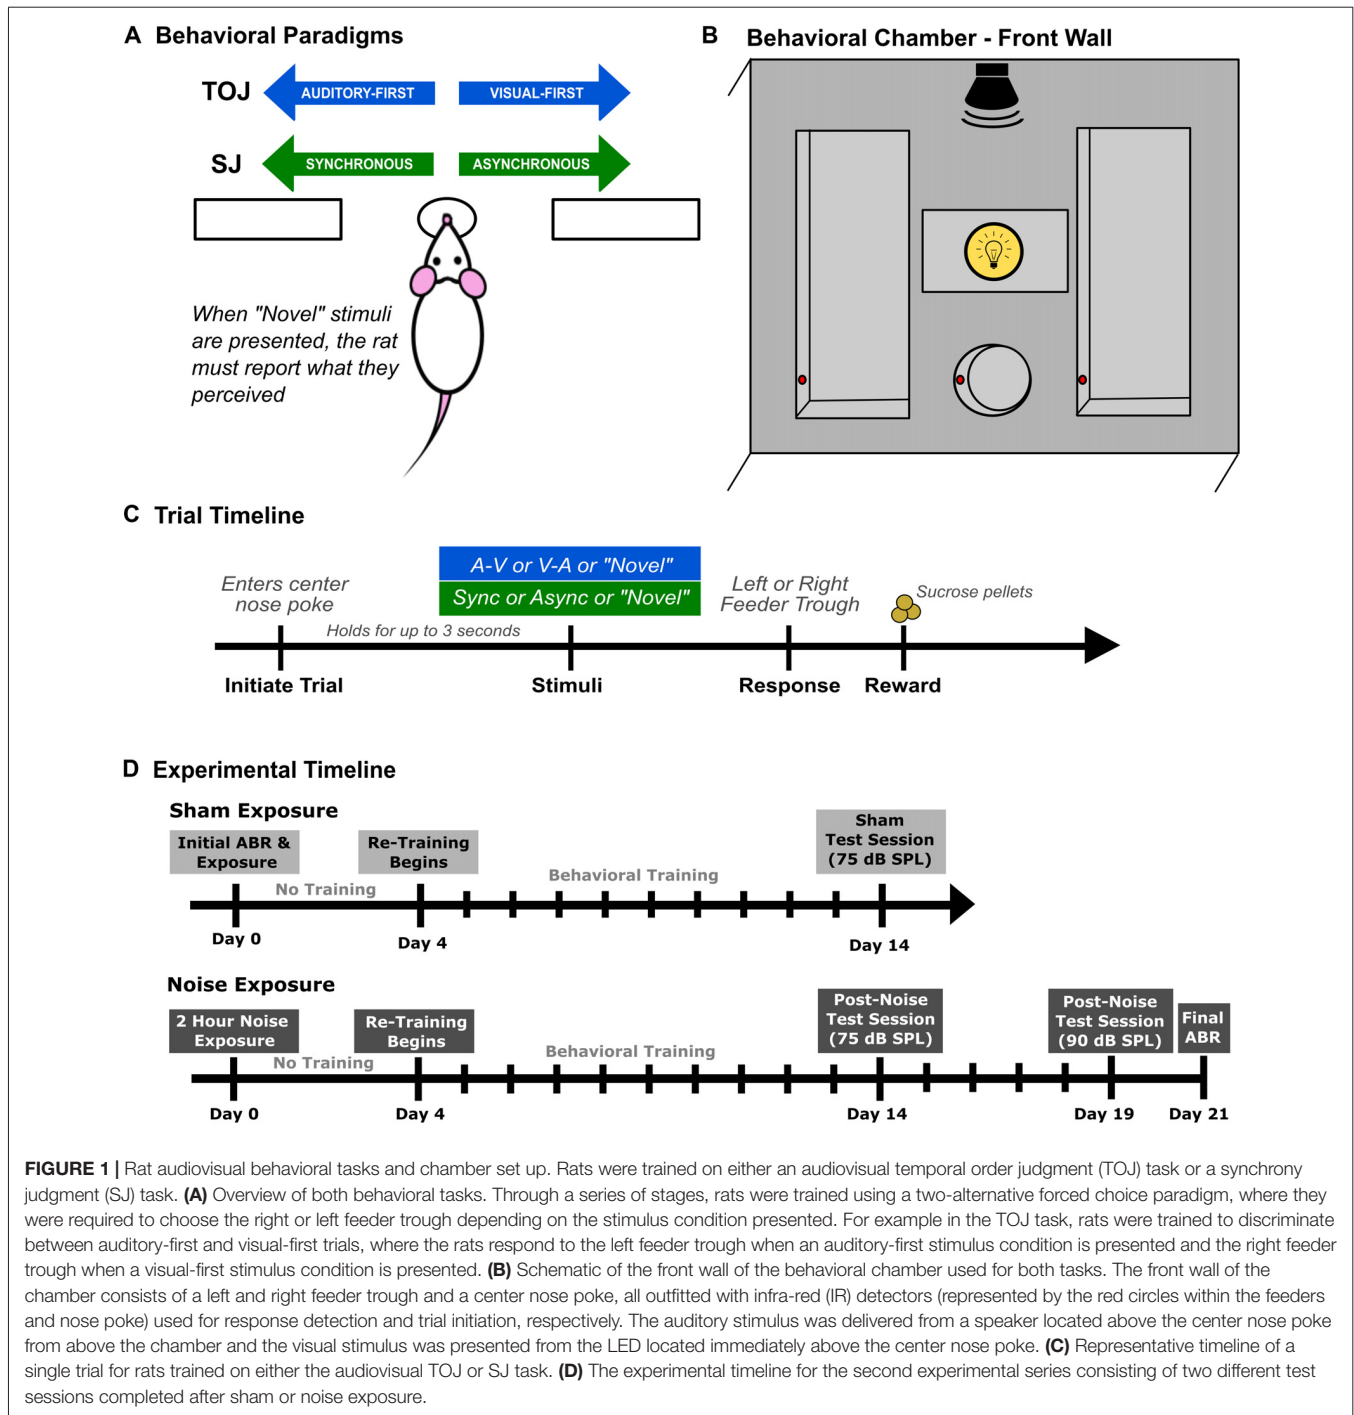 A Behavioral Paradigms
TOJ
AUDITORY-FIRST
VISUAL-FIRST
SJ
SYNCHRONOUS
ASYNCHRONOUS
When "Novel" stimuli
are presented, the rat
must report what they
perceived
B Behavioral Chamber - Front Wall
C Trial Timeline
Enters center
nose poke
Holds for up to 3 seconds
A-V or V-A or "Novel"
Sync or Async or "Novel"
Left or Right
Feeder Trough
Sucrose pellets
Initiate Trial
Stimuli
Response
Reward
D Experimental Timeline
Sham Exposure
Initial ABR &
Exposure
No Training
Re-Training
Begins
Behavioral Training
Sham
Test Session
(75 dB SPL)
Day 0
Day 4
Day 14
Noise Exposure
2 Hour Noise
Exposure
No Training
Re-Training
Begins
Behavioral Training
Post-Noise
Test Session
(75 dB SPL)
Post-Noise
Test Session
(90 dB SPL)
Final
ABR
Day 0
Day 4
Day 14
Day 19
Day 21
FIGURE 1 | Rat audiovisual behavioral tasks and chamber set up. Rats were trained on either an audiovisual temporal order judgment (TOJ) task or a synchrony
judgment (SJ) task. (A) Overview of both behavioral tasks. Through a series of stages, rats were trained using a two-alternative forced choice paradigm, where they
were required to choose the right or left feeder trough depending on the stimulus condition presented. For example in the TOJ task, rats were trained to discriminate
between auditory-first and visual-first trials, where the rats respond to the left feeder trough when an auditory-first stimulus condition is presented and the right feeder
trough when a visual-first stimulus condition is presented. (B) Schematic of the front wall of the behavioral chamber used for both tasks. The front wall of the
chamber consists of a left and right feeder trough and a center nose poke, all outfitted with infra-red (IR) detectors (represented by the red circles within the feeders
and nose poke) used for response detection and trial initiation, respectively. The auditory stimulus was delivered from a speaker located above the center nose poke
from above the chamber and the visual stimulus was presented from the LED located immediately above the center nose poke. (C) Representative timeline of a
single trial for rats trained on either the audiovisual TOJ or SJ task. (D) The experimental timeline for the second experimental series consisting of two different test
sessions completed after sham or noise exposure.